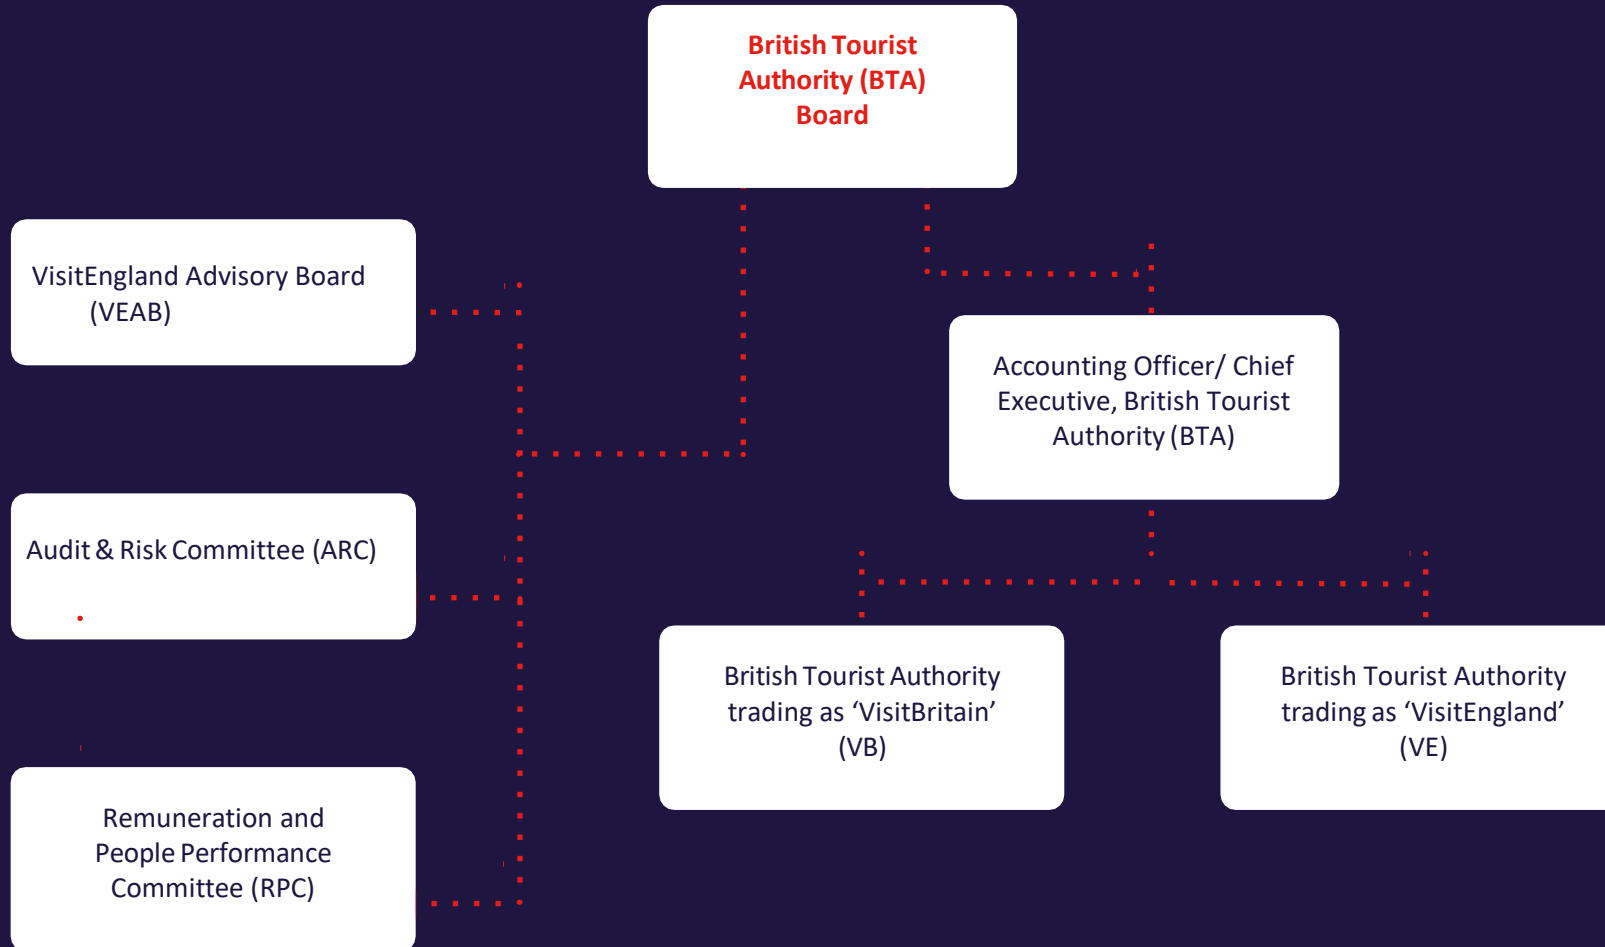 British Tourist
Authority (BTA)
Board
VisitEngland Advisory Board
(VEAB)
Accounting Officer/ Chief
Executive, British Tourist
Authority (BTA)
Audit & Risk Committee (ARC)
British Tourist Authority
trading as ‘VisitBritain’
(VB)
British Tourist Authority
trading as ‘VisitEngland’
(VE)
Remuneration and
People Performance
Committee (RPC)